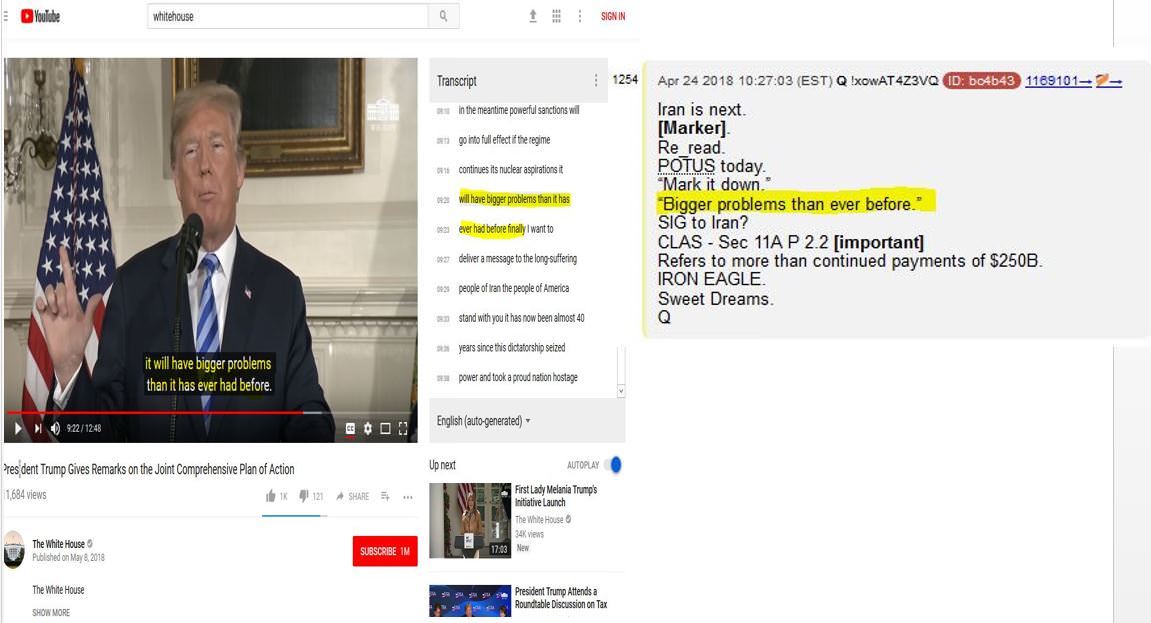 YouTube
whitehouse
SIGN IN
Transcript
09:10 in the meantime powerful sanctions will
09:13 go into full effect if the regime
09:16 continues its nuclear aspirations it
09:20 will have bigger problems than it has
09:23 ever had before finally I want to
09:27 deliver a message to the long-suffering
09:29 people of Iran the people of America
09:33 stand with you it has now been almost 40
09:36 years since this dictatorship seized
09:38 power and took a proud nation hostage
English (auto-generated)
it will have bigger problems
than it has ever had before.
9:22 / 12:48
CC
President Trump Gives Remarks on the Joint Comprehensive Plan of Action
1,684 views
1K 121 SHARE
The White House
Published on May 8, 2018
SUBSCRIBE 1M
The White House
SHOW MORE
Up next
AUTOPLAY
First Lady Melania Trump's
Initiative Launch
The White House
34K views
New
17:03
President Trump Attends a
Roundtable Discussion on Tax
1254
Apr 24 2018 10:27:03 (EST) Q !xowAT4Z3VQ ID: bc4b43 1169101→ →
Iran is next.
[Marker].
Re_read.
POTUS today.
“Mark it down.”
“Bigger problems than ever before.”
SIG to Iran?
CLAS - Sec 11A P 2.2 [important]
Refers to more than continued payments of $250B.
IRON EAGLE.
Sweet Dreams.
Q